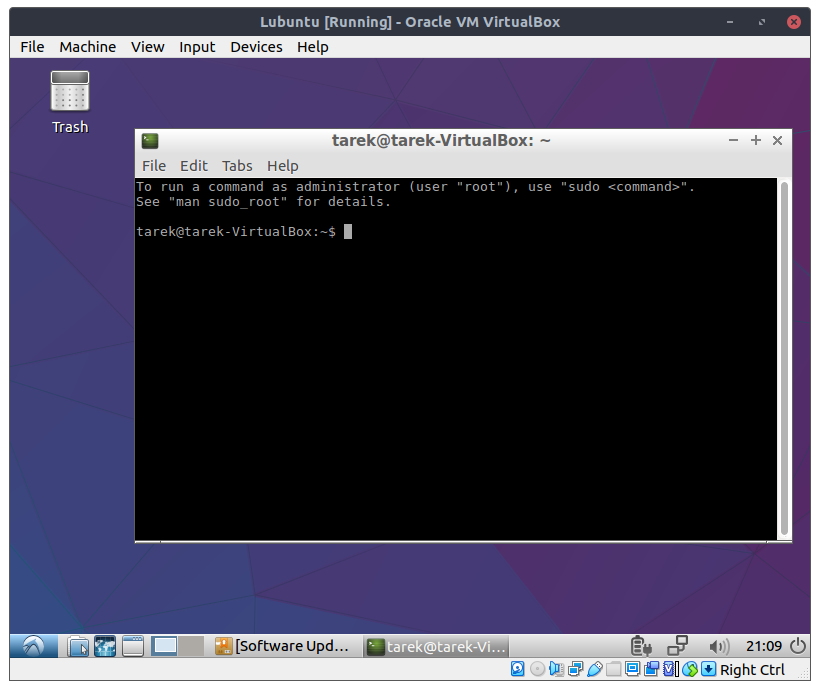 Lubuntu [Running] - Oracle VM VirtualBox
File Machine View Input Devices Help
Trash
tarek@tarek-VirtualBox: ~
File Edit Tabs Help
To run a command as administrator (user "root"), use "sudo <command>".
See "man sudo_root" for details.
tarek@tarek-VirtualBox:~$
[Software Upd... tarek@tarek-Vi... 21:09
Right Ctrl